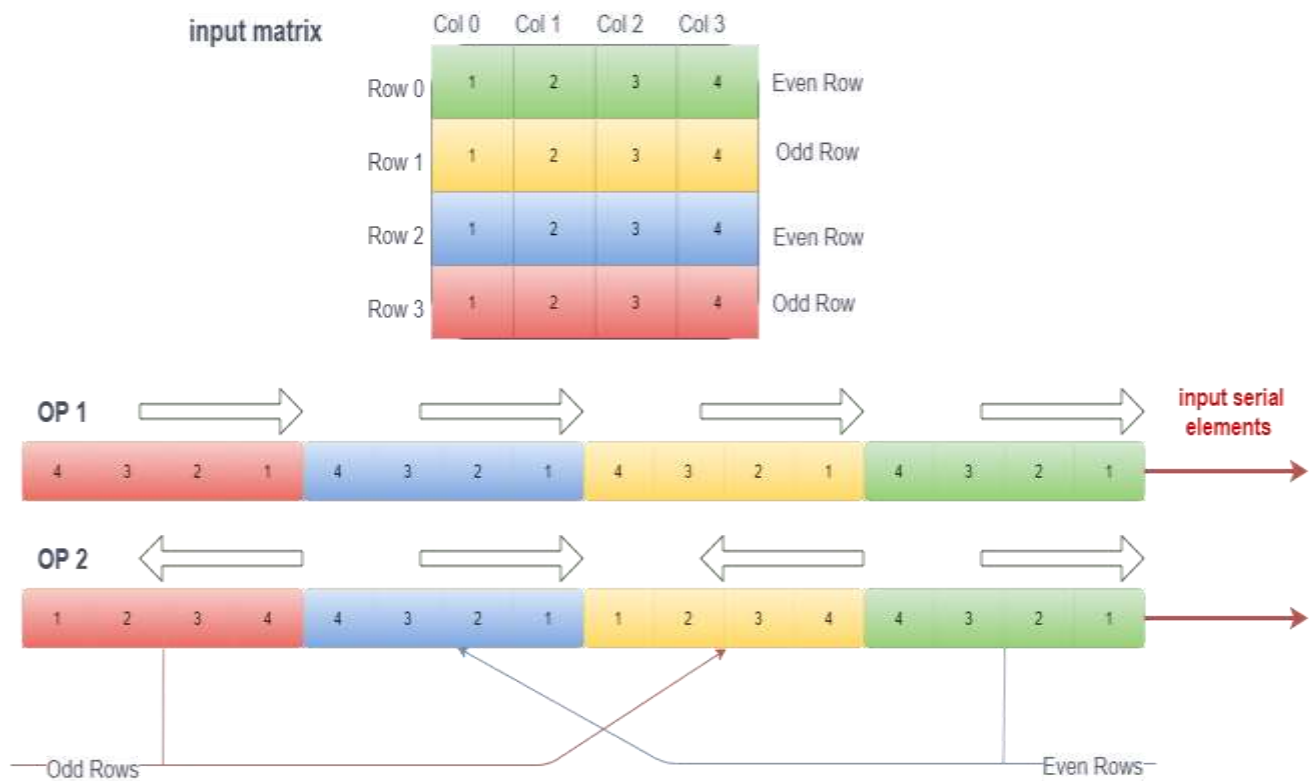 input matrix
Col 0 Col 1 Col 2 Col 3
Row 0 1 2 3 4 Even Row
Row 1 1 2 3 4 Odd Row
Row 2 1 2 3 4 Even Row
Row 3 1 2 3 4 Odd Row
OP 1
input serial
elements
4 3 2 1 4 3 2 1 4 3 2 1 4 3 2 1
OP 2
1 2 3 4 4 3 2 1 1 2 3 4 4 3 2 1
Odd Rows Even Rows